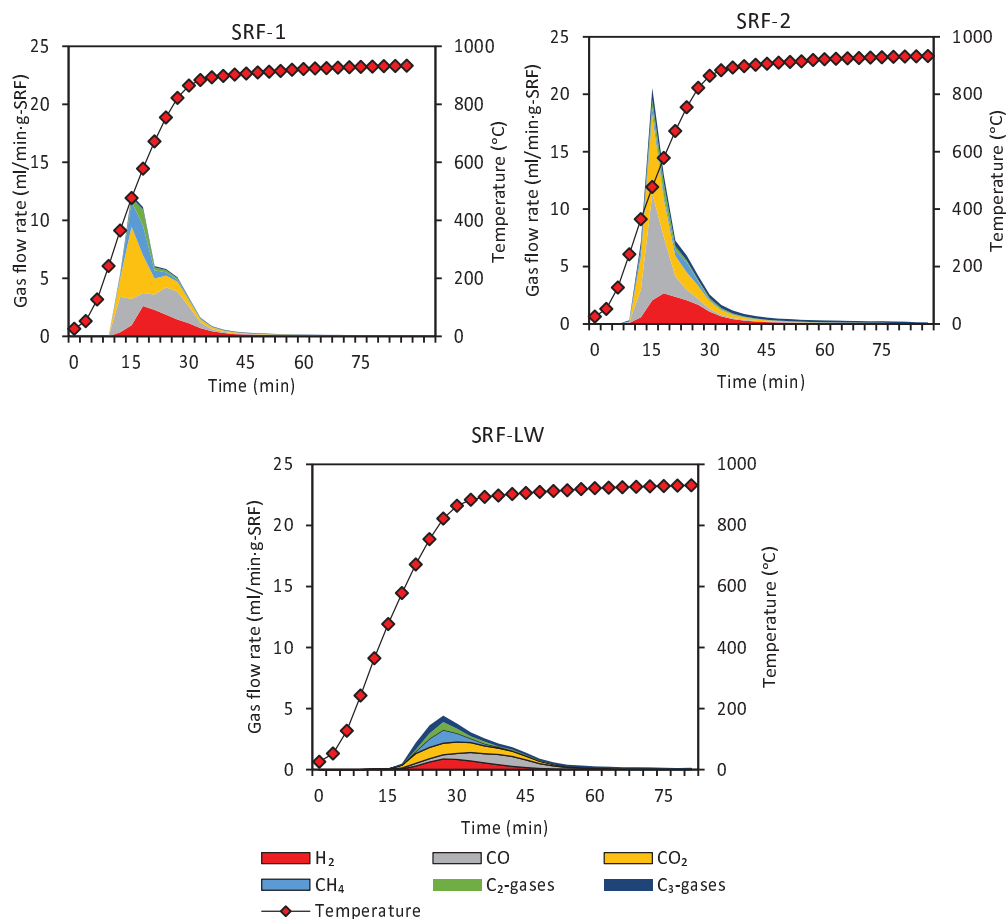 SRF-1
Gas flow rate (ml/min·g-SRF)
25
20
15
10
5
0
1000
800
600
400
200
0
Temperature (°C)
0 15 30 45 60 75
Time (min)
SRF-2
Gas flow rate (ml/min·g-SRF)
25
20
15
10
5
0
1000
800
600
400
200
0
Temperature (°C)
0 15 30 45 60 75
Time (min)
SRF-LW
Gas flow rate (ml/min·g-SRF)
25
20
15
10
5
0
1000
800
600
400
200
0
Temperature (°C)
0 15 30 45 60 75
Time (min)
H₂ CO CO₂
CH₄ C₂-gases C₃-gases
Temperature